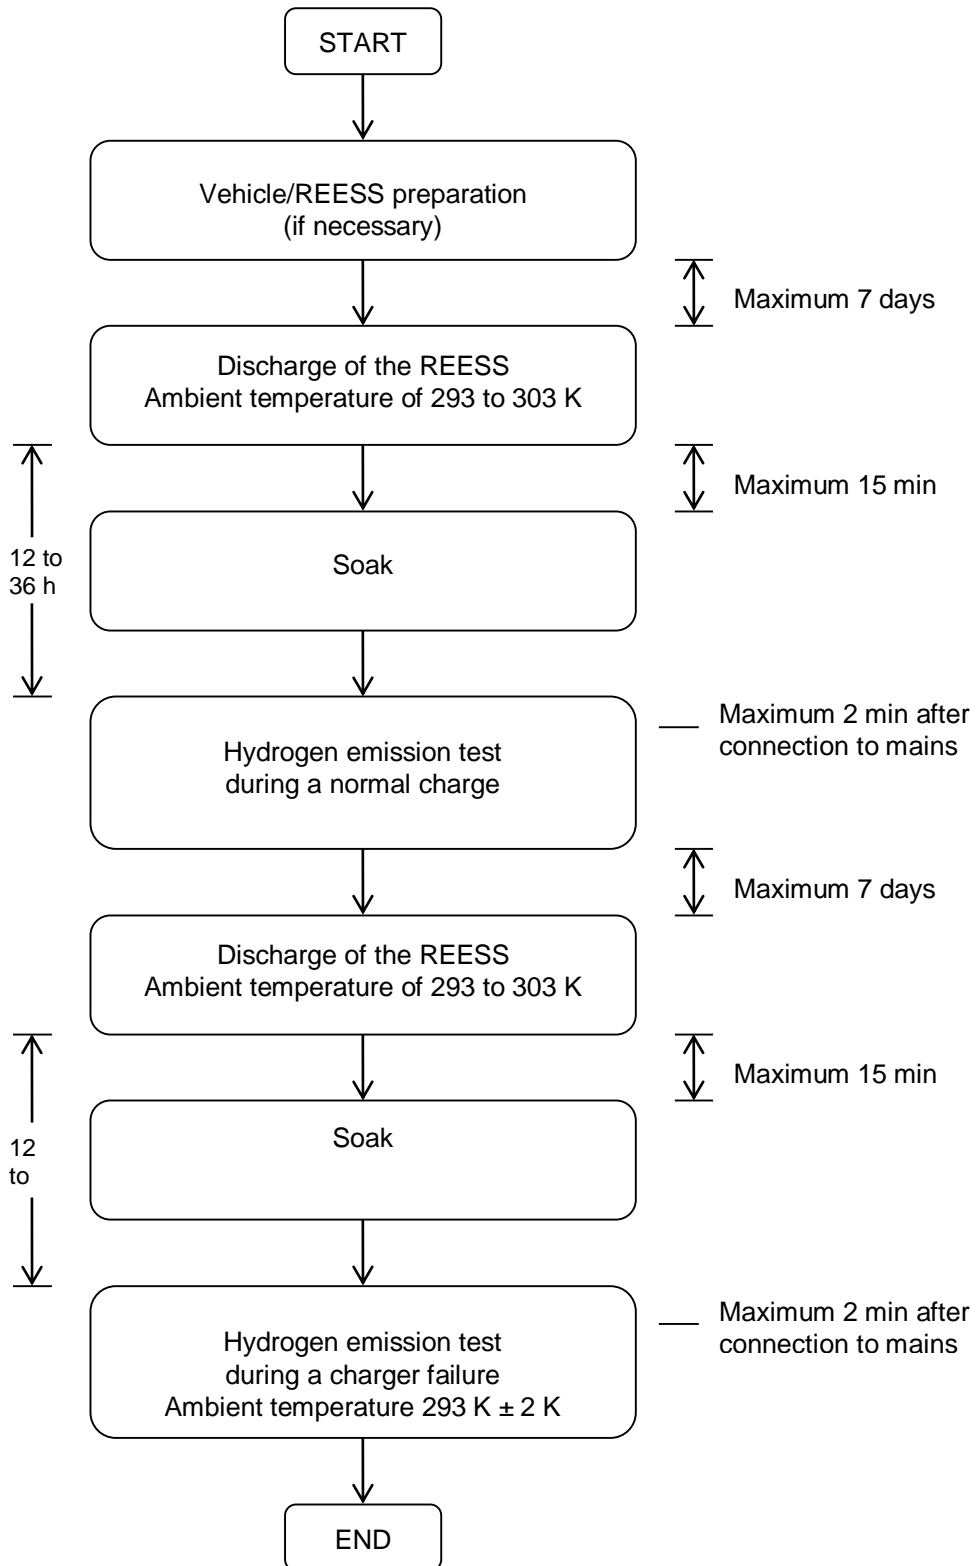 START
Vehicle/REESS preparation
(if necessary)
Maximum 7 days
Discharge of the REESS
Ambient temperature of 293 to 303 K
Maximum 15 min
12 to
36 h
Soak
Maximum 2 min after
connection to mains
Hydrogen emission test
during a normal charge
Maximum 7 days
Discharge of the REESS
Ambient temperature of 293 to 303 K
Maximum 15 min
12
to
Soak
Maximum 2 min after
connection to mains
Hydrogen emission test
during a charger failure
Ambient temperature 293 K ± 2 K
END